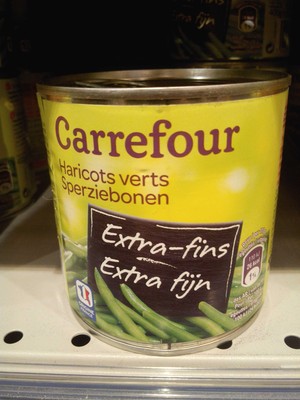 Carrefour
Haricots verts
Sperziebonen
Extra-fins
Extra fijn